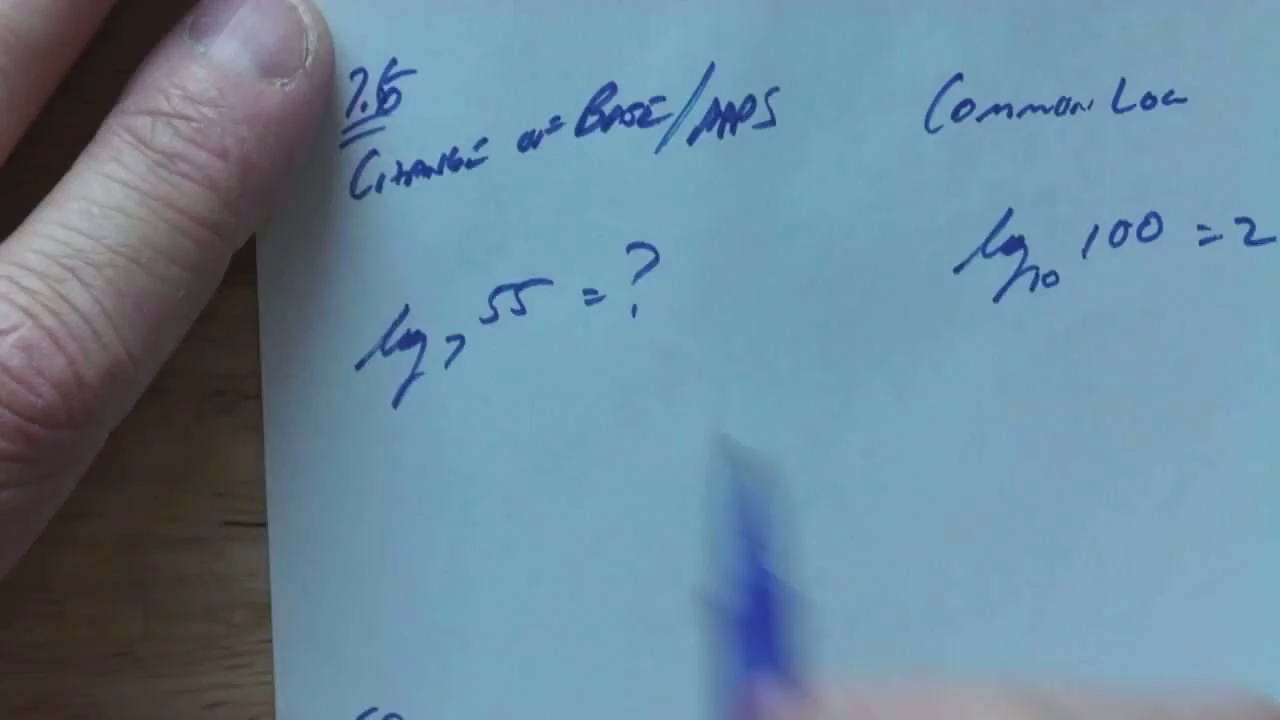 7.6
CHANGE OF BASE/APPS
log₇ 55 = ?
COMMON LOG
log₁₀ 100 = 2